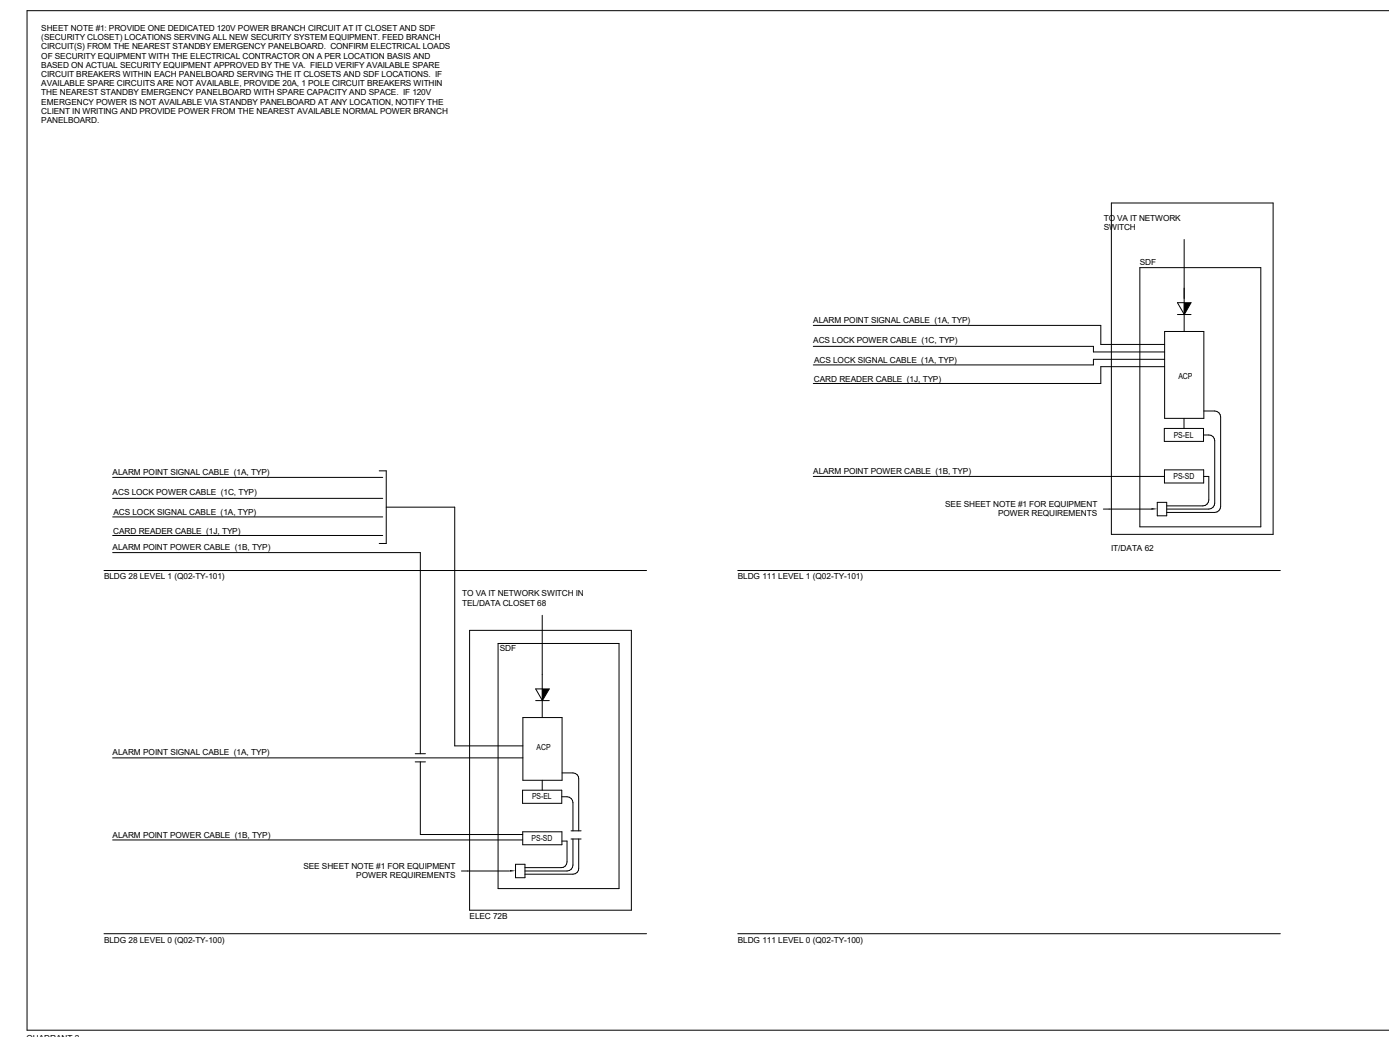 SHEET NOTE #1: PROVIDE ONE DEDICATED 120V POWER BRANCH CIRCUIT AT IT CLOSET AND SDF
(SECURITY CLOSET) LOCATIONS SERVING ALL NEW SECURITY SYSTEM EQUIPMENT. FEED BRANCH
CIRCUIT(S) FROM THE NEAREST STANDBY EMERGENCY PANELBOARD. CONFIRM ELECTRICAL LOADS
OF SECURITY EQUIPMENT WITH THE ELECTRICAL CONTRACTOR ON A PER LOCATION BASIS AND
BASED ON ACTUAL SECURITY EQUIPMENT APPROVED BY THE VA. FIELD VERIFY AVAILABLE SPARE
CIRCUIT BREAKERS WITHIN EACH PANELBOARD SERVING THE IT CLOSETS AND SDF LOCATIONS. IF
AVAILABLE SPARE CIRCUITS ARE NOT AVAILABLE, PROVIDE 20A, 1 POLE CIRCUIT BREAKERS WITHIN
THE NEAREST STANDBY EMERGENCY PANELBOARD WITH SPARE CAPACITY AND SPACE. IF 120V
EMERGENCY POWER IS NOT AVAILABLE VIA STANDBY PANELBOARD AT ANY LOCATION, NOTIFY THE
CLIENT IN WRITING AND PROVIDE POWER FROM THE NEAREST AVAILABLE NORMAL POWER BRANCH
PANELBOARD.
TO VA IT NETWORK
SWITCH
SDF
ALARM POINT SIGNAL CABLE (1A, TYP)
ACS LOCK POWER CABLE (1C, TYP)
ACS LOCK SIGNAL CABLE (1A, TYP)
CARD READER CABLE (1J, TYP)
ACP
PS-EL
ALARM POINT POWER CABLE (1B, TYP)
PS-SD
SEE SHEET NOTE #1 FOR EQUIPMENT
POWER REQUIREMENTS
IT/DATA 62
BLDG 111 LEVEL 1 (Q02-TY-101)
ALARM POINT SIGNAL CABLE (1A, TYP)
ACS LOCK POWER CABLE (1C, TYP)
ACS LOCK SIGNAL CABLE (1A, TYP)
CARD READER CABLE (1J, TYP)
ALARM POINT POWER CABLE (1B, TYP)
BLDG 28 LEVEL 1 (Q02-TY-101)
TO VA IT NETWORK SWITCH IN
TEL/DATA CLOSET 68
SDF
ALARM POINT SIGNAL CABLE (1A, TYP)
ACP
PS-EL
ALARM POINT POWER CABLE (1B, TYP)
PS-SD
SEE SHEET NOTE #1 FOR EQUIPMENT
POWER REQUIREMENTS
ELEC 72B
BLDG 28 LEVEL 0 (Q02-TY-100)
BLDG 111 LEVEL 0 (Q02-TY-100)